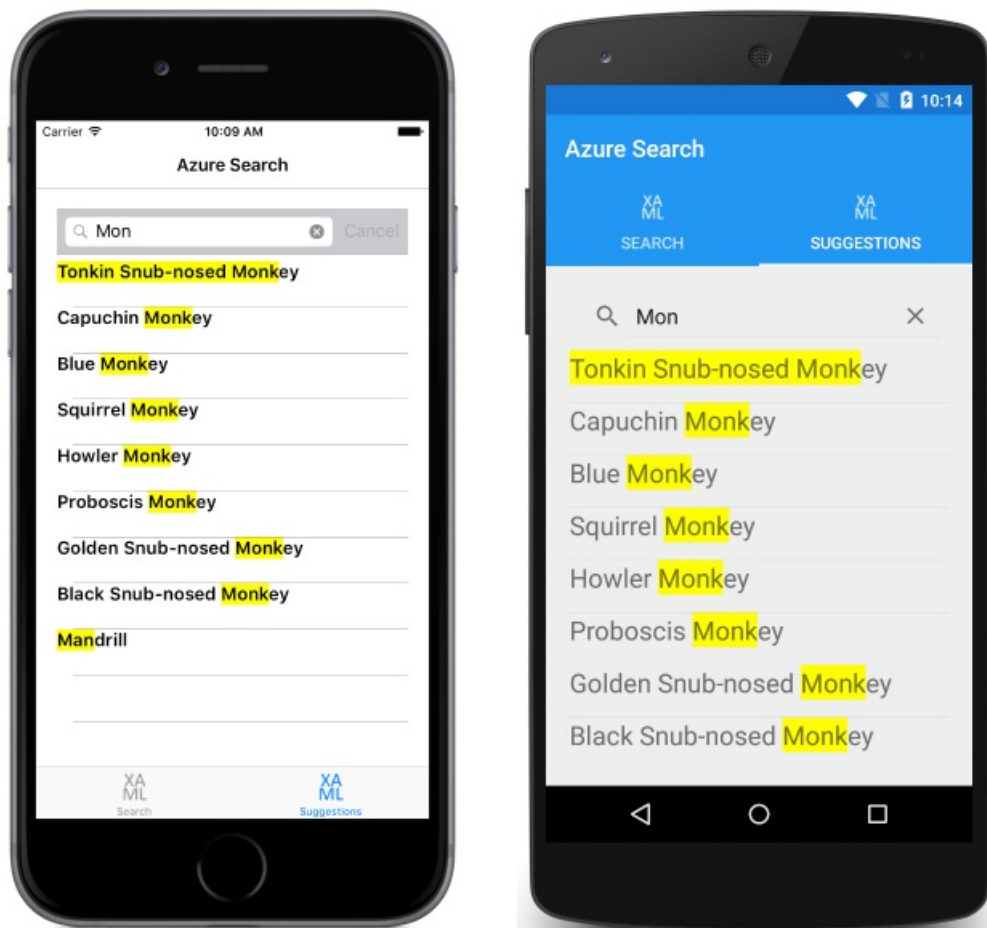 Carrier 10:09 AM
Azure Search
Mon Cancel
Tonkin Snub-nosed Monkey
Capuchin Monkey
Blue Monkey
Squirrel Monkey
Howler Monkey
Proboscis Monkey
Golden Snub-nosed Monkey
Black Snub-nosed Monkey
Mandrill
XA XA
ML ML
Search Suggestions
10:14
Azure Search
XA XA
ML ML
SEARCH SUGGESTIONS
Mon
Tonkin Snub-nosed Monkey
Capuchin Monkey
Blue Monkey
Squirrel Monkey
Howler Monkey
Proboscis Monkey
Golden Snub-nosed Monkey
Black Snub-nosed Monkey